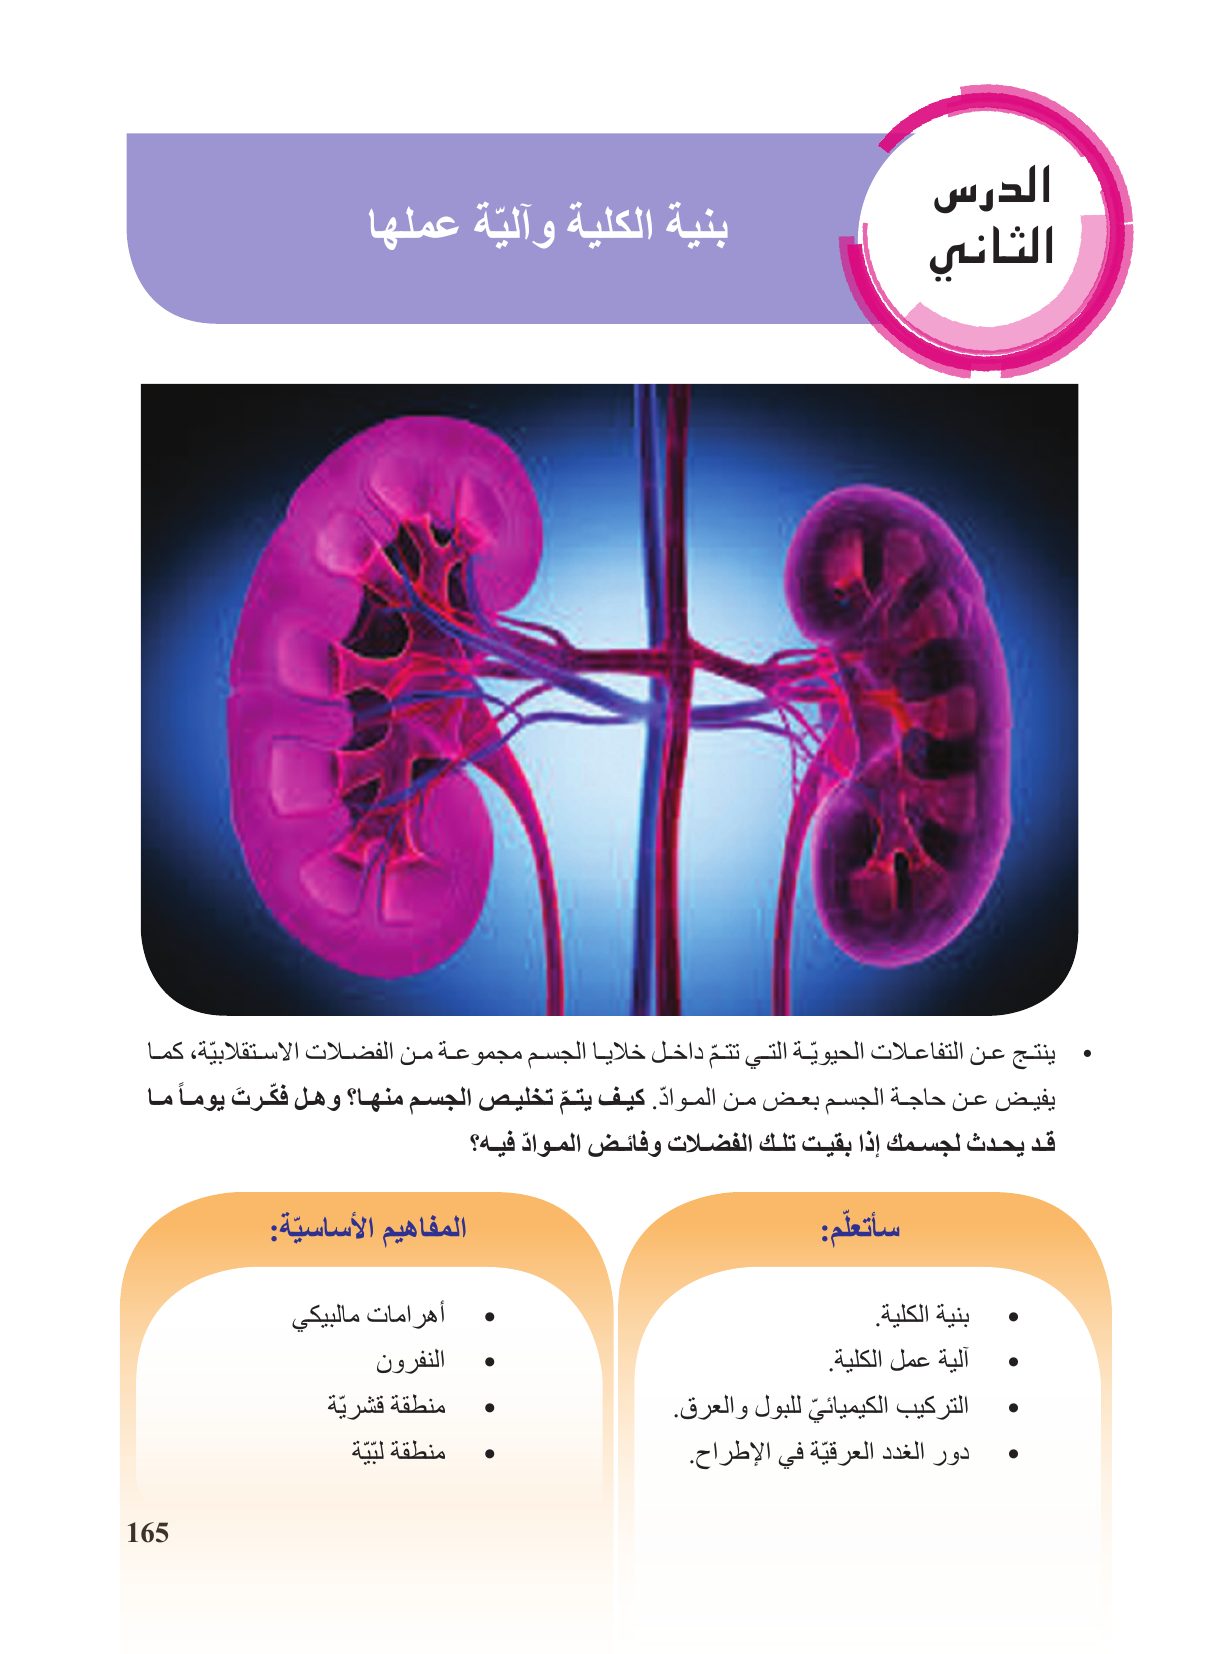 الدرس
الثاني
بنية الكلية وآليّة عملها
• ينتج عن التفاعلات الحيويّة التي تتمّ داخل خلايا الجسم مجموعة من الفضلات الاستقلابيّة، كما
يفيض عن حاجة الجسم بعض من الموادّ. كيف يتمّ تخليص الجسم منها؟ وهل فكّرتَ يوماً ما
قد يحدث لجسمك إذا بقيت تلك الفضلات وفائض الموادّ فيه؟
سأتعلّم:
• بنية الكلية.
• آلية عمل الكلية.
• التركيب الكيميائيّ للبول والعرق.
• دور الغدد العرقيّة في الإطراح.
المفاهيم الأساسيّة:
• أهرامات مالبيكي
• النفرون
• منطقة قشريّة
• منطقة لبّيّة
165